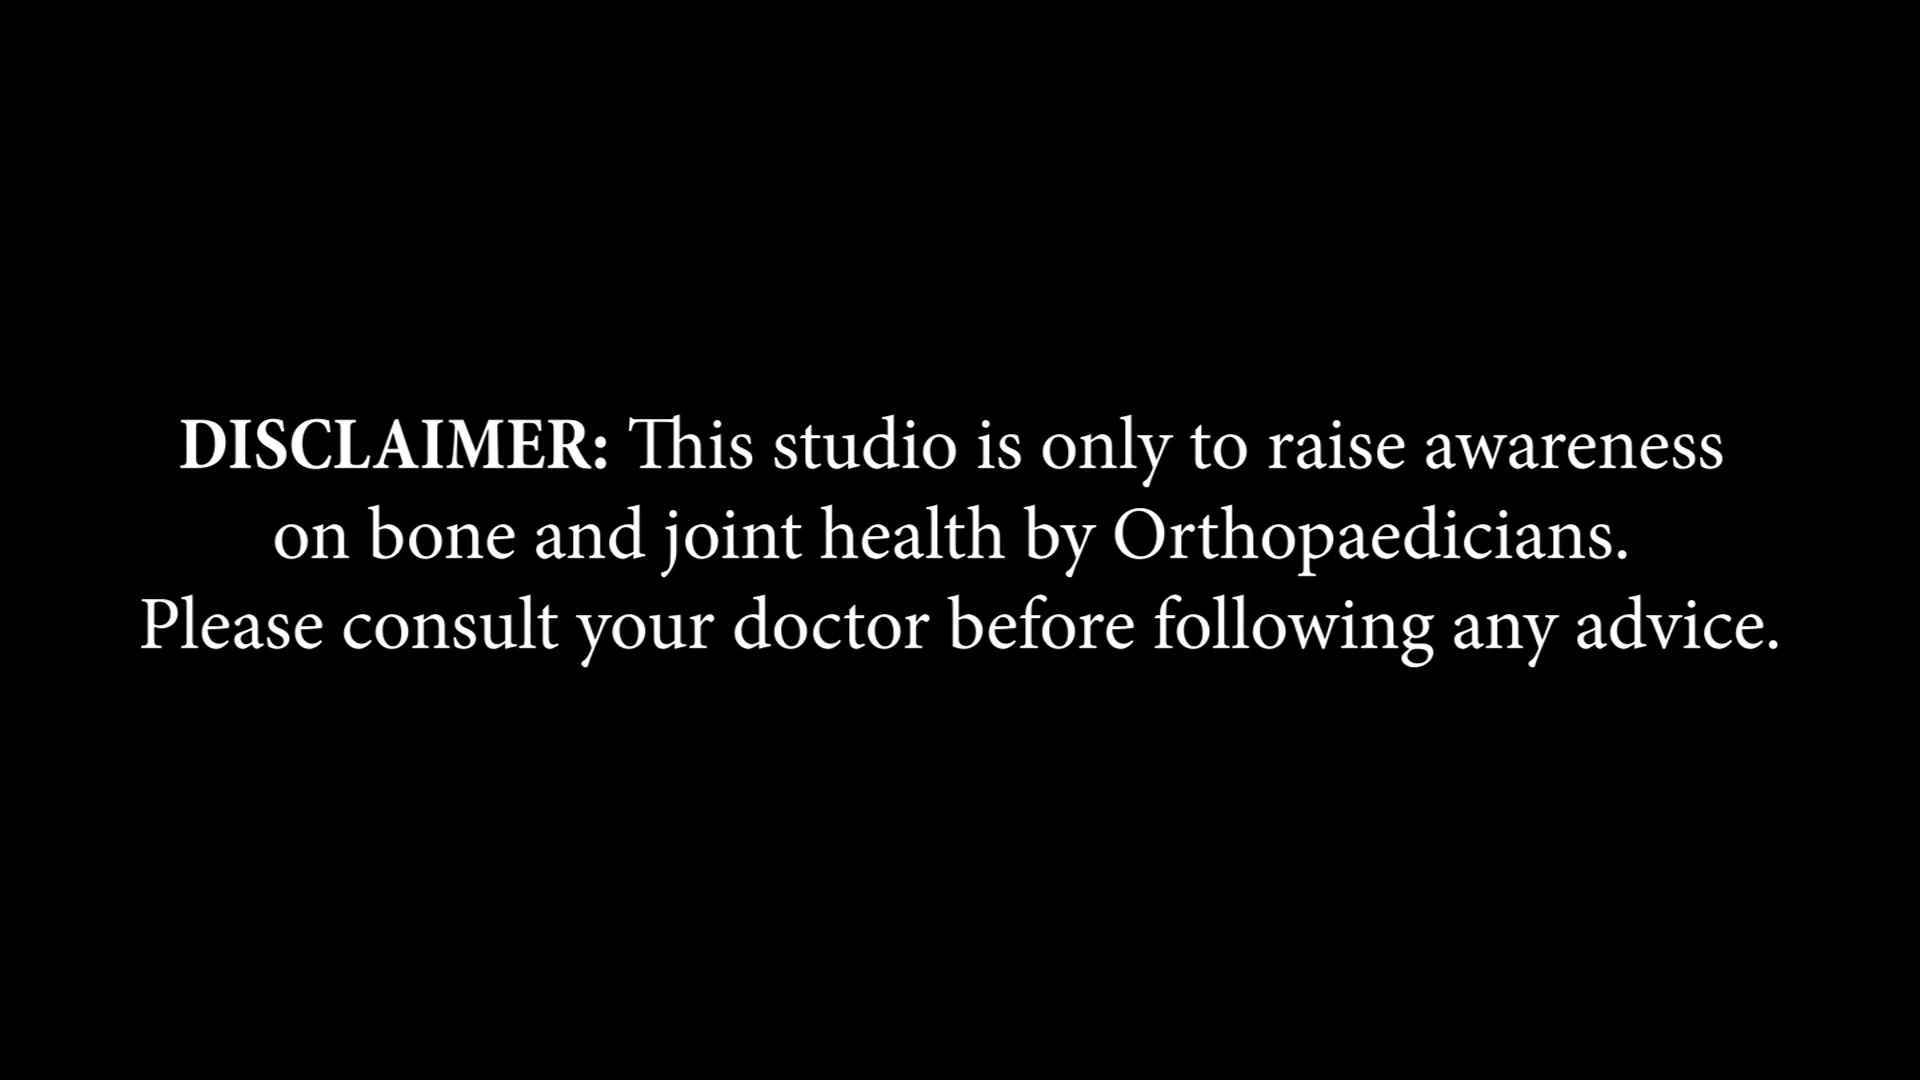 DISCLAIMER: This studio is only to raise awareness
on bone and joint health by Orthopaedicians.
Please consult your doctor before following any advice.